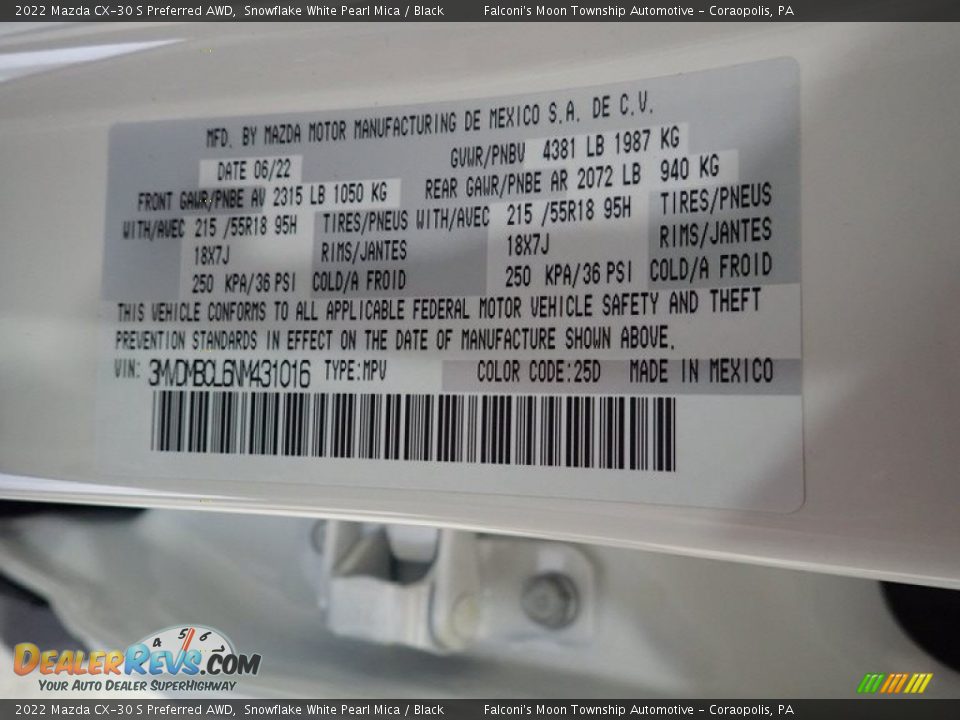 2022 Mazda CX-30 S Preferred AWD, Snowflake White Pearl Mica / Black Falconi's Moon Township Automotive - Coraopolis, PA
MFD. BY MAZDA MOTOR MANUFACTURING DE MEXICO S.A. DE C.V.
DATE 06/22 GVWR/PNBV 4381 LB 1987 KG
FRONT GAWR/PNBE AV 2315 LB 1050 KG REAR GAWR/PNBE AR 2072 LB 940 KG
WITH/AVEC 215 /55R18 95H TIRES/PNEUS WITH/AVEC 215 /55R18 95H TIRES/PNEUS
18X7J RIMS/JANTES 18X7J RIMS/JANTES
250 KPA/36 PSI COLD/A FROID 250 KPA/36 PSI COLD/A FROID
THIS VEHICLE CONFORMS TO ALL APPLICABLE FEDERAL MOTOR VEHICLE SAFETY AND THEFT
PREVENTION STANDARDS IN EFFECT ON THE DATE OF MANUFACTURE SHOWN ABOVE.
VIN: 3MVDMBCL6NM431016 TYPE:MPV COLOR CODE:25D MADE IN MEXICO
4 5 6
DEALERREVS.COM
YOUR AUTO DEALER SUPERHIGHWAY
2022 Mazda CX-30 S Preferred AWD, Snowflake White Pearl Mica / Black Falconi's Moon Township Automotive - Coraopolis, PA